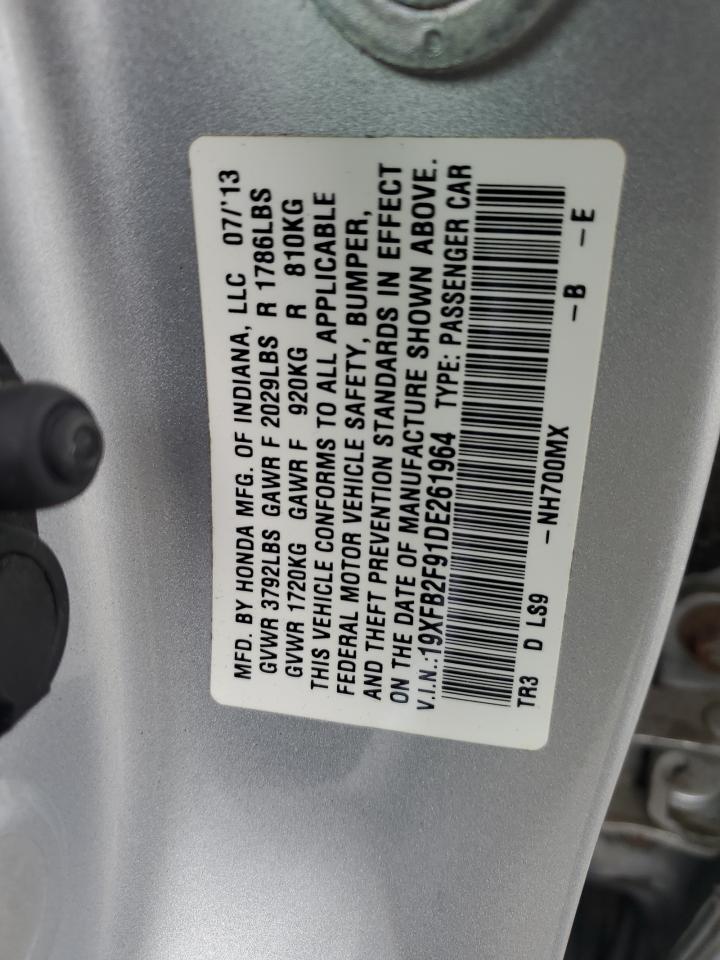 MFD. BY HONDA MFG. OF INDIANA, LLC 07/'13
GVWR 3792LBS GAWR F 2029LBS R 1786LBS
GVWR 1720KG GAWR F 920KG R 810KG
THIS VEHICLE CONFORMS TO ALL APPLICABLE
FEDERAL MOTOR VEHICLE SAFETY, BUMPER,
AND THEFT PREVENTION STANDARDS IN EFFECT
ON THE DATE OF MANUFACTURE SHOWN ABOVE.
V.I.N.:19XFB2F91DE261964 TYPE: PASSENGER CAR
TR3 D LS9 -NH700MX -B -E